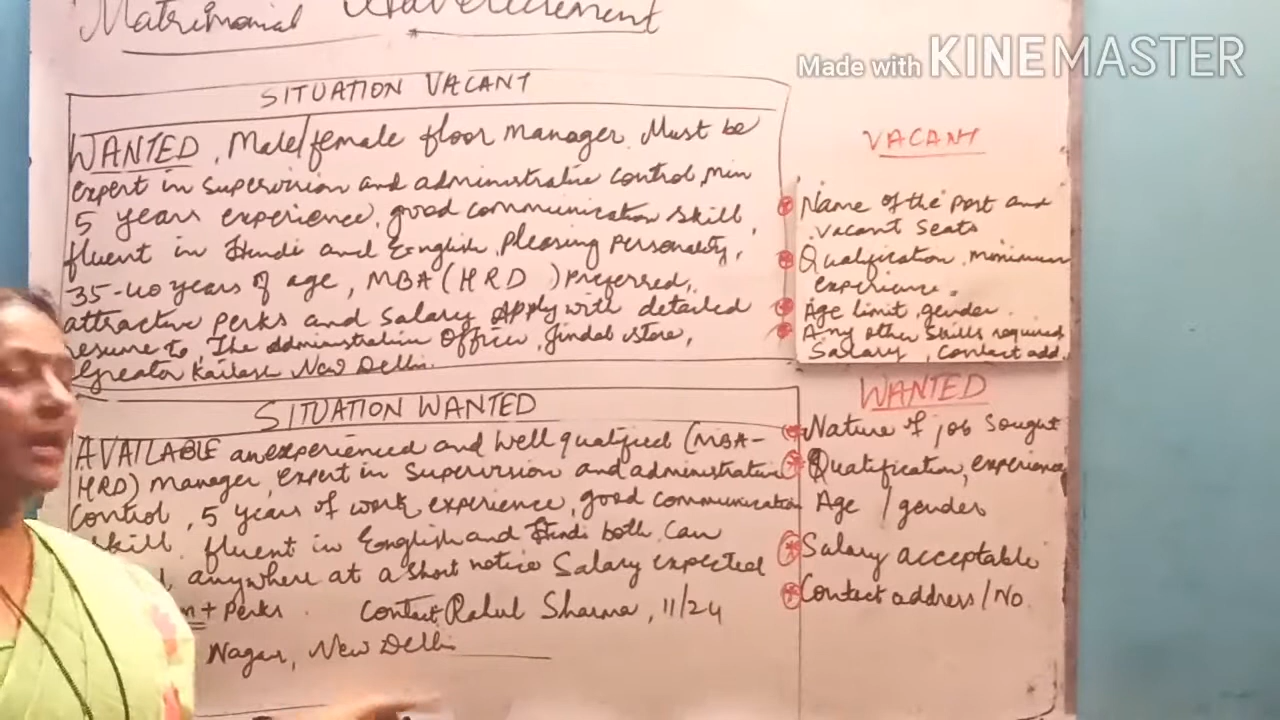 Matrimonial Advertisement
Made with KINEMASTER
SITUATION VACANT
WANTED, Male/female floor manager. Must be
expert in supervision and administrative control, min
5 years experience, good communication skill,
fluent in Hindi and English, pleasing personality,
35-40 years of age, MBA (HRD) preferred,
attractive perks and salary Apply with detailed
resume to, The administration Officer, Jindal store,
Greater Kailash New Delhi.
SITUATION WANTED
AVAILABLE an experienced and well qualified (MBA-
HRD) manager, expert in supervision and administrative
control, 5 years of work experience, good communication
skill, fluent in English and Hindi both, Can
anywhere at a short notice Salary expected
+ Perks. Contact Rahul Sharma, 11/24
Nagar, New Delhi
VACANT
Name of the post and
vacant seats
Qualification, minimum
experience.
Age limit, gender.
Any other skills required
Salary, Contact add.
WANTED
Nature of job sought
Qualification, experience
Age / gender
Salary acceptable
Contact address / No.